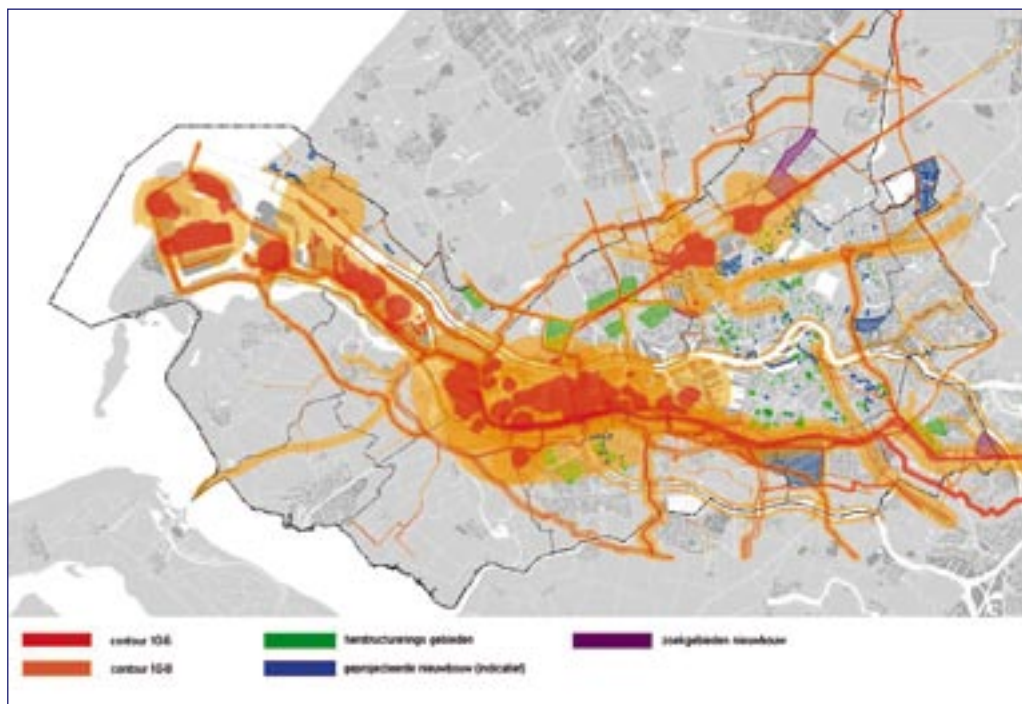 contour 10-6
herstructurerings gebieden
zoekgebieden nieuwbouw
contour 10-8
geprojecteerde nieuwbouw (indicatief)